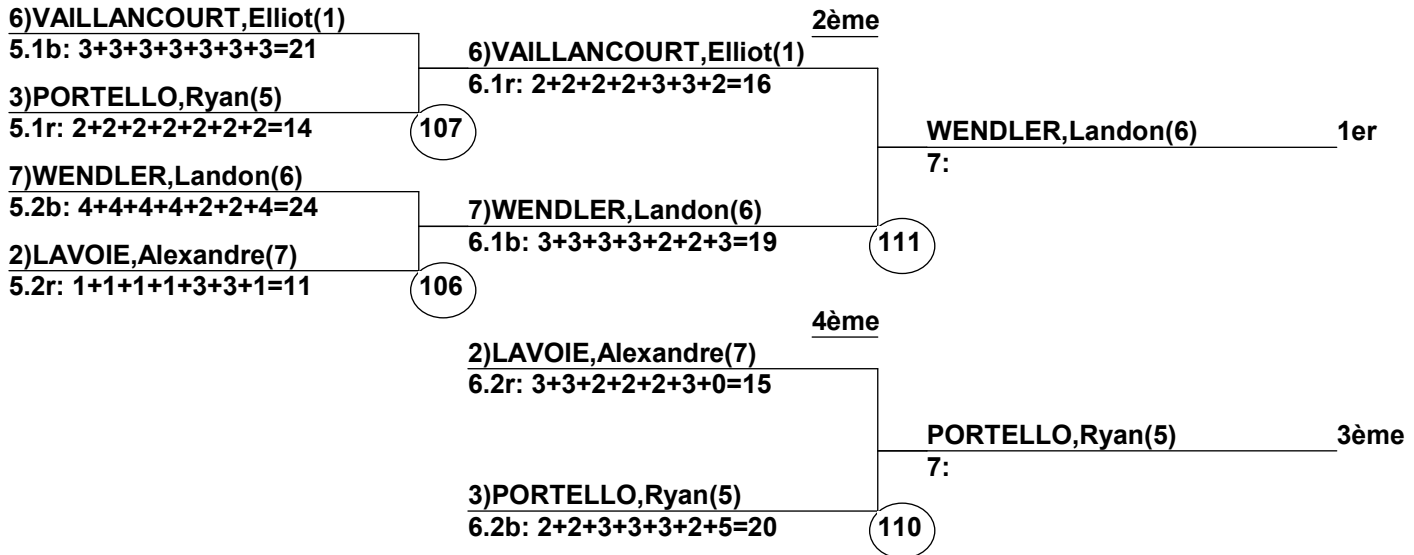 6)VAILLANCOURT,Elliot(1)
5.1b: 3+3+3+3+3+3+3=21
3)PORTELLO,Ryan(5)
5.1r: 2+2+2+2+2+2+2=14
107
7)WENDLER,Landon(6)
5.2b: 4+4+4+4+2+2+4=24
2)LAVOIE,Alexandre(7)
5.2r: 1+1+1+1+3+3+1=11
106
2ème
6)VAILLANCOURT,Elliot(1)
6.1r: 2+2+2+2+3+3+2=16
7)WENDLER,Landon(6)
6.1b: 3+3+3+3+2+2+3=19
111
WENDLER,Landon(6) 1er
7:
4ème
2)LAVOIE,Alexandre(7)
6.2r: 3+3+2+2+2+3+0=15
3)PORTELLO,Ryan(5)
6.2b: 2+2+3+3+3+2+5=20
110
PORTELLO,Ryan(5) 3ème
7: